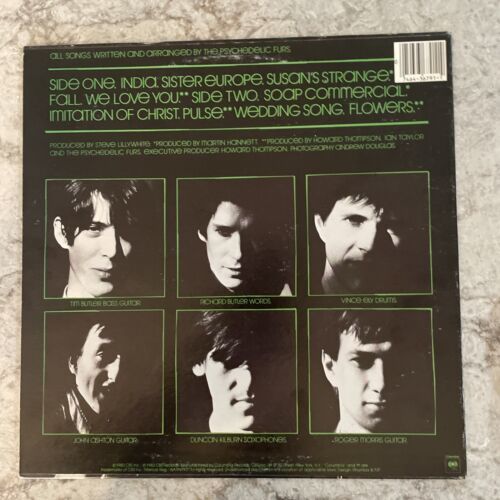 ALL SONGS WRITTEN AND ARRANGED BY THE PSYCHEDELIC FURS.
SIDE ONE. INDIA. SISTER EUROPE. SUSAN'S STRANGE.*
FALL. WE LOVE YOU.** SIDE TWO. SOAP COMMERCIAL.*
IMITATION OF CHRIST. PULSE.** WEDDING SONG. FLOWERS.**
PRODUCED BY STEVE LILLYWHITE. *PRODUCED BY MARTIN HANNETT. **PRODUCED BY HOWARD THOMPSON, IAN TAYLOR
AND THE PSYCHEDELIC FURS. EXECUTIVE PRODUCER HOWARD THOMPSON. PHOTOGRAPHY ANDREW DOUGLAS.
TIM BUTLER BASS GUITAR.
RICHARD BUTLER WORDS.
VINCE ELY DRUMS.
JOHN ASHTON GUITAR.
DUNCAN KILBURN SAXOPHONES.
ROGER MORRIS GUITAR.